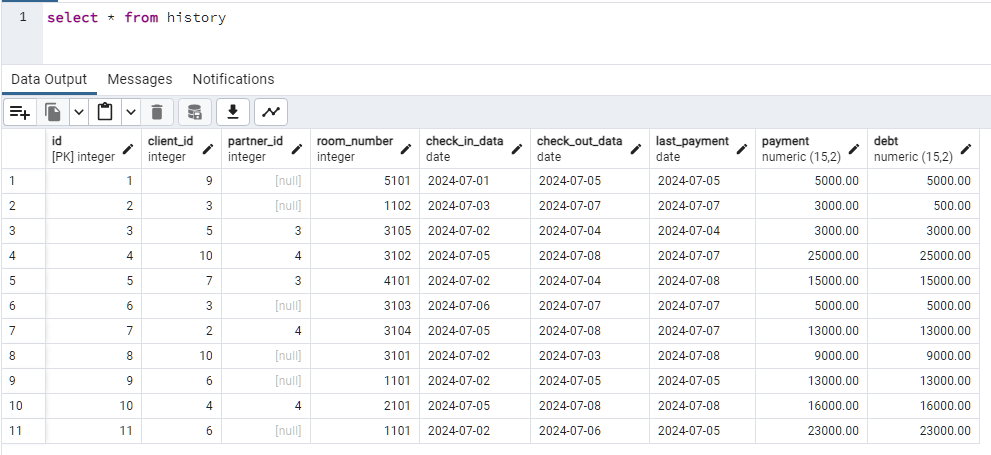 1 select * from history
Data Output Messages Notifications
id client_id partner_id room_number check_in_data check_out_data last_payment payment debt
[PK] integer integer integer integer date date date numeric (15,2) numeric (15,2)
1 1 9 [null] 5101 2024-07-01 2024-07-05 2024-07-05 5000.00 5000.00
2 2 3 [null] 1102 2024-07-03 2024-07-07 2024-07-07 3000.00 500.00
3 3 5 3 3105 2024-07-02 2024-07-04 2024-07-04 3000.00 3000.00
4 4 10 4 3102 2024-07-05 2024-07-08 2024-07-07 25000.00 25000.00
5 5 7 3 4101 2024-07-02 2024-07-04 2024-07-08 15000.00 15000.00
6 6 3 [null] 3103 2024-07-06 2024-07-07 2024-07-07 5000.00 5000.00
7 7 2 4 3104 2024-07-05 2024-07-08 2024-07-07 13000.00 13000.00
8 8 10 [null] 3101 2024-07-02 2024-07-03 2024-07-08 9000.00 9000.00
9 9 6 [null] 1101 2024-07-02 2024-07-05 2024-07-05 13000.00 13000.00
10 10 4 4 2101 2024-07-05 2024-07-08 2024-07-08 16000.00 16000.00
11 11 6 [null] 1101 2024-07-02 2024-07-06 2024-07-05 23000.00 23000.00